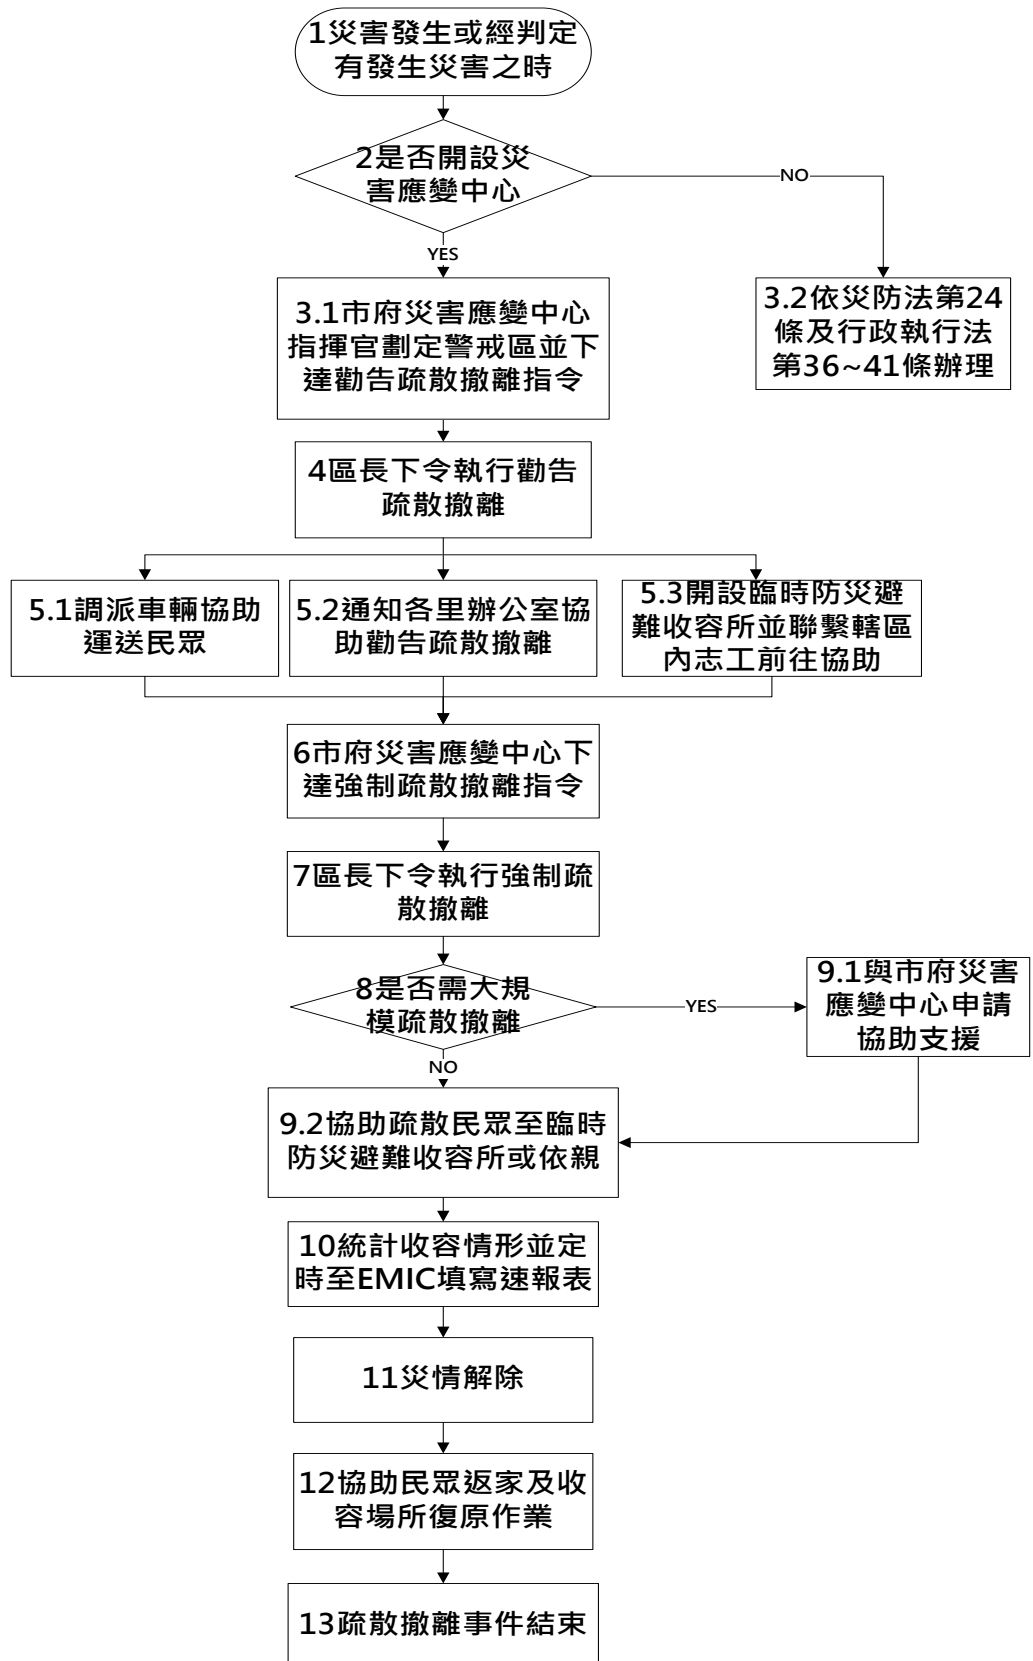 1災害發生或經判定
有發生災害之時
2是否開設災
害應變中心
NO
YES
3.1市府災害應變中心
指揮官劃定警戒區並下
達勸告疏散撤離指令
3.2依災防法第24
條及行政執行法
第36~41條辦理
4區長下令執行勸告
疏散撤離
5.1調派車輛協助
運送民眾
5.2通知各里辦公室協
助勸告疏散撤離
5.3開設臨時防災避
難收容所並聯繫轄區
內志工前往協助
6市府災害應變中心下
達強制疏散撤離指令
7區長下令執行強制疏
散撤離
8是否需大規
模疏散撤離
YES
9.1與市府災害
應變中心申請
協助支援
NO
9.2協助疏散民眾至臨時
防災避難收容所或依親
10統計收容情形並定
時至EMIC填寫速報表
11災情解除
12協助民眾返家及收
容場所復原作業
13疏散撤離事件結束